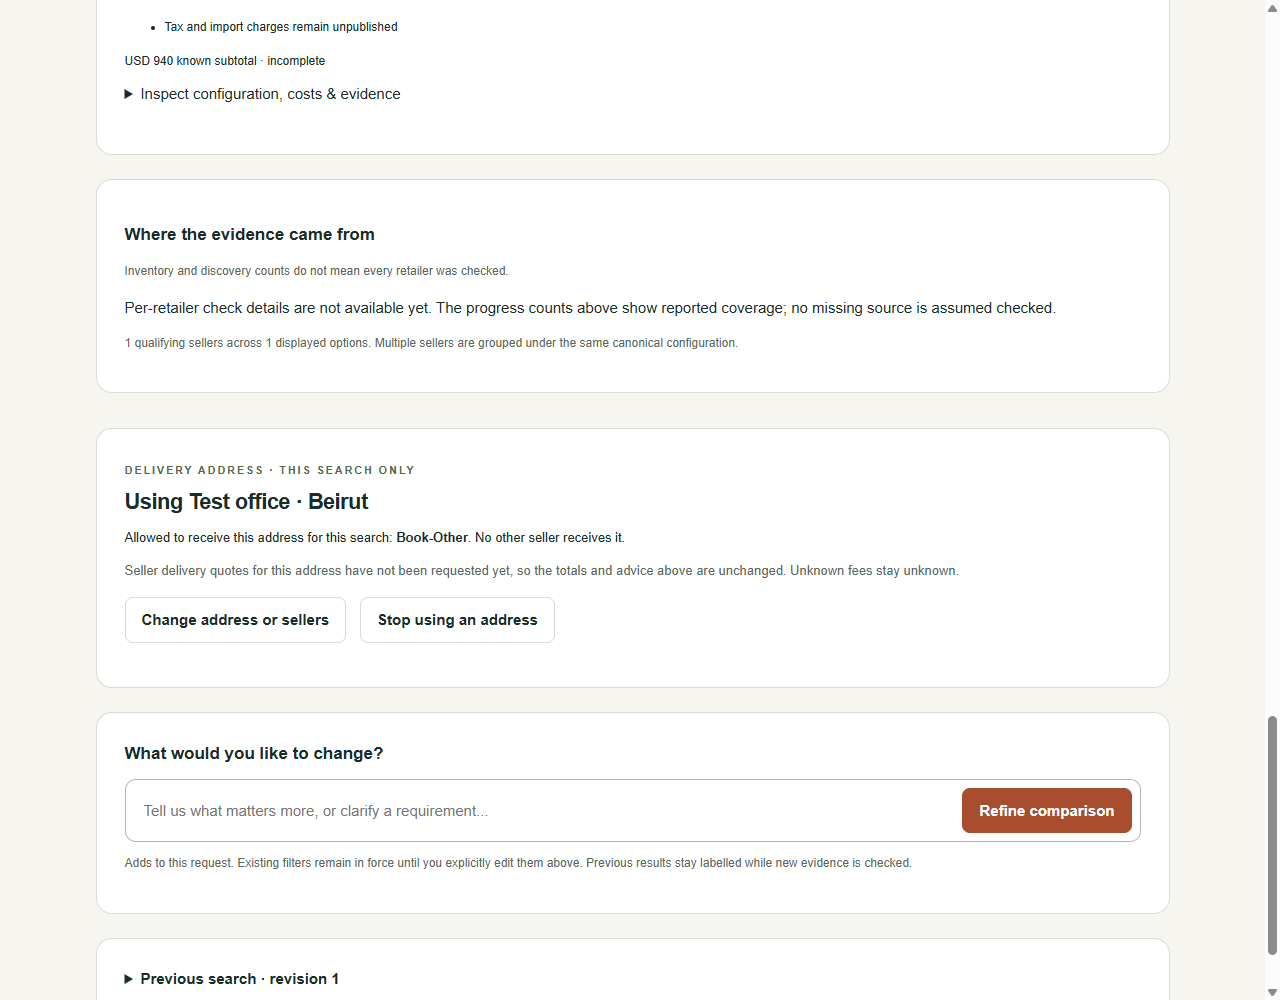 Tax and import charges remain unpublished
USD 940 known subtotal · incomplete
Inspect configuration, costs & evidence
Where the evidence came from
Inventory and discovery counts do not mean every retailer was checked.
Per-retailer check details are not available yet. The progress counts above show reported coverage; no missing source is assumed checked.
1 qualifying sellers across 1 displayed options. Multiple sellers are grouped under the same canonical configuration.
DELIVERY ADDRESS · THIS SEARCH ONLY
Using Test office · Beirut
Allowed to receive this address for this search: Book-Other. No other seller receives it.
Seller delivery quotes for this address have not been requested yet, so the totals and advice above are unchanged. Unknown fees stay unknown.
Change address or sellers
Stop using an address
What would you like to change?
Tell us what matters more, or clarify a requirement...
Refine comparison
Adds to this request. Existing filters remain in force until you explicitly edit them above. Previous results stay labelled while new evidence is checked.
Previous search · revision 1